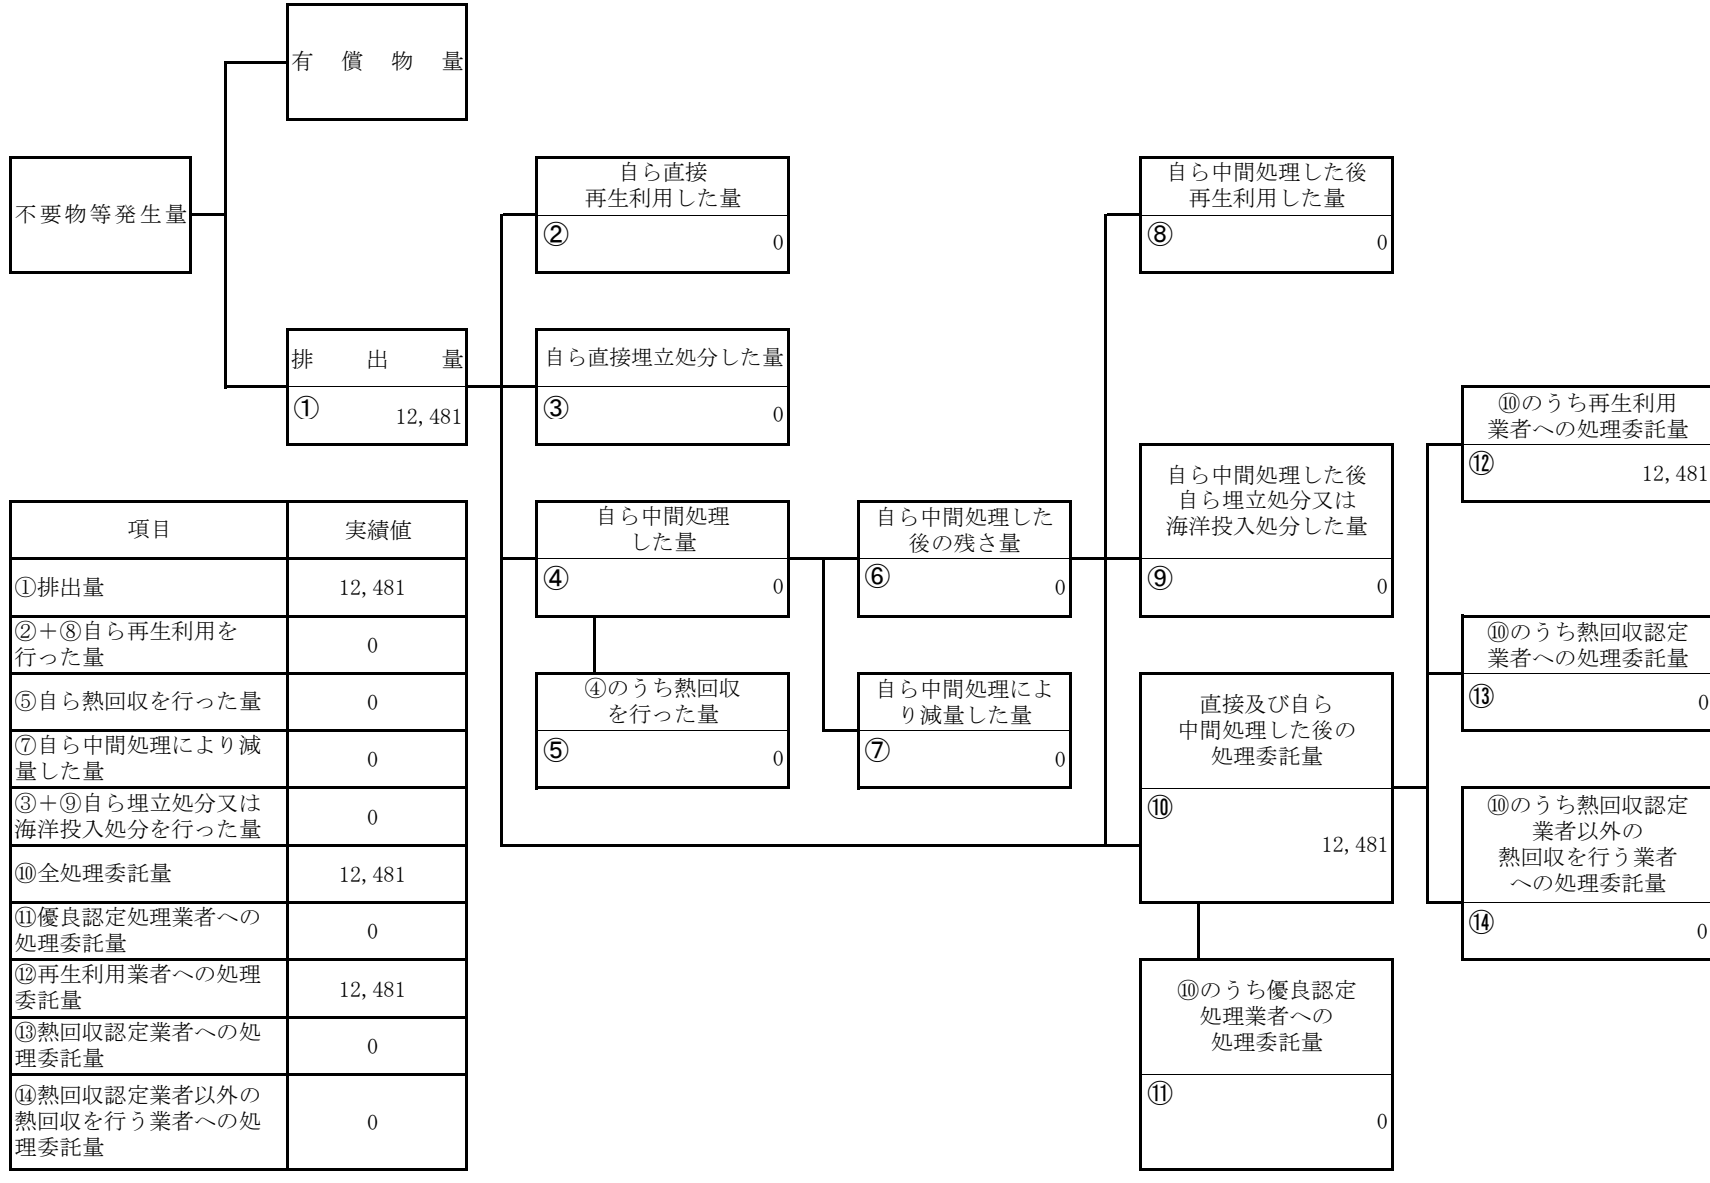 有償物量
不要物等発生量
排出量
① 12,481
自ら直接
再生利用した量
② 0
自ら直接埋立処分した量
③ 0
自ら中間処理
した量
④ 0
④のうち熱回収
を行った量
⑤ 0
自ら中間処理した
後の残さ量
⑥ 0
自ら中間処理によ
り減量した量
⑦ 0
自ら中間処理した後
再生利用した量
⑧ 0
自ら中間処理した後
自ら埋立処分又は
海洋投入処分した量
⑨ 0
直接及び自ら
中間処理した後の
処理委託量
⑩
12,481
⑩のうち優良認定
処理業者への
処理委託量
⑪
0
⑩のうち再生利用
業者への処理委託量
⑫ 12,481
⑩のうち熱回収認定
業者への処理委託量
⑬ 0
⑩のうち熱回収認定
業者以外の
熱回収を行う業者
への処理委託量
⑭ 0
項目 実績値
①排出量 12,481
②＋⑧自ら再生利用を
行った量 0
⑤自ら熱回収を行った量 0
⑦自ら中間処理により減
量した量 0
③＋⑨自ら埋立処分又は
海洋投入処分を行った量 0
⑩全処理委託量 12,481
⑪優良認定処理業者への
処理委託量 0
⑫再生利用業者への処理
委託量 12,481
⑬熱回収認定業者への処
理委託量 0
⑭熱回収認定業者以外の
熱回収を行う業者への処
理委託量 0